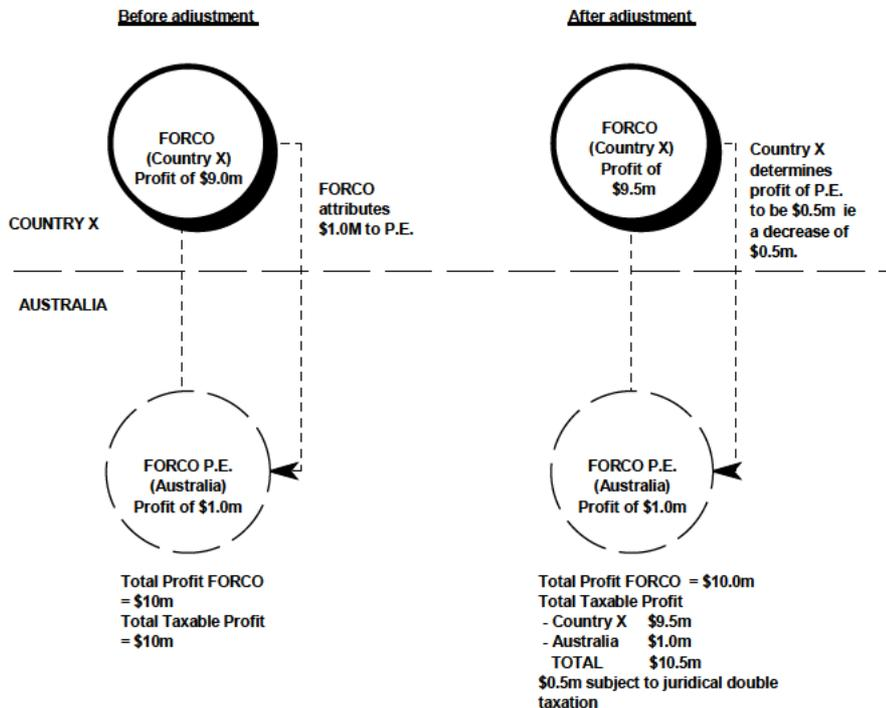 Before adjustment
FORCO
(Country X)
Profit of $9.0m
FORCO
attributes
$1.0M to P.E.
COUNTRY X
AUSTRALIA
FORCO P.E.
(Australia)
Profit of $1.0m
Total Profit FORCO
= $10m
Total Taxable Profit
= $10m
After adjustment
FORCO
(Country X)
Profit of
$9.5m
Country X
determines
profit of P.E.
to be $0.5m ie
a decrease of
$0.5m.
FORCO P.E.
(Australia)
Profit of $1.0m
Total Profit FORCO = $10.0m
Total Taxable Profit
- Country X $9.5m
- Australia $1.0m
TOTAL $10.5m
$0.5m subject to juridical double
taxation